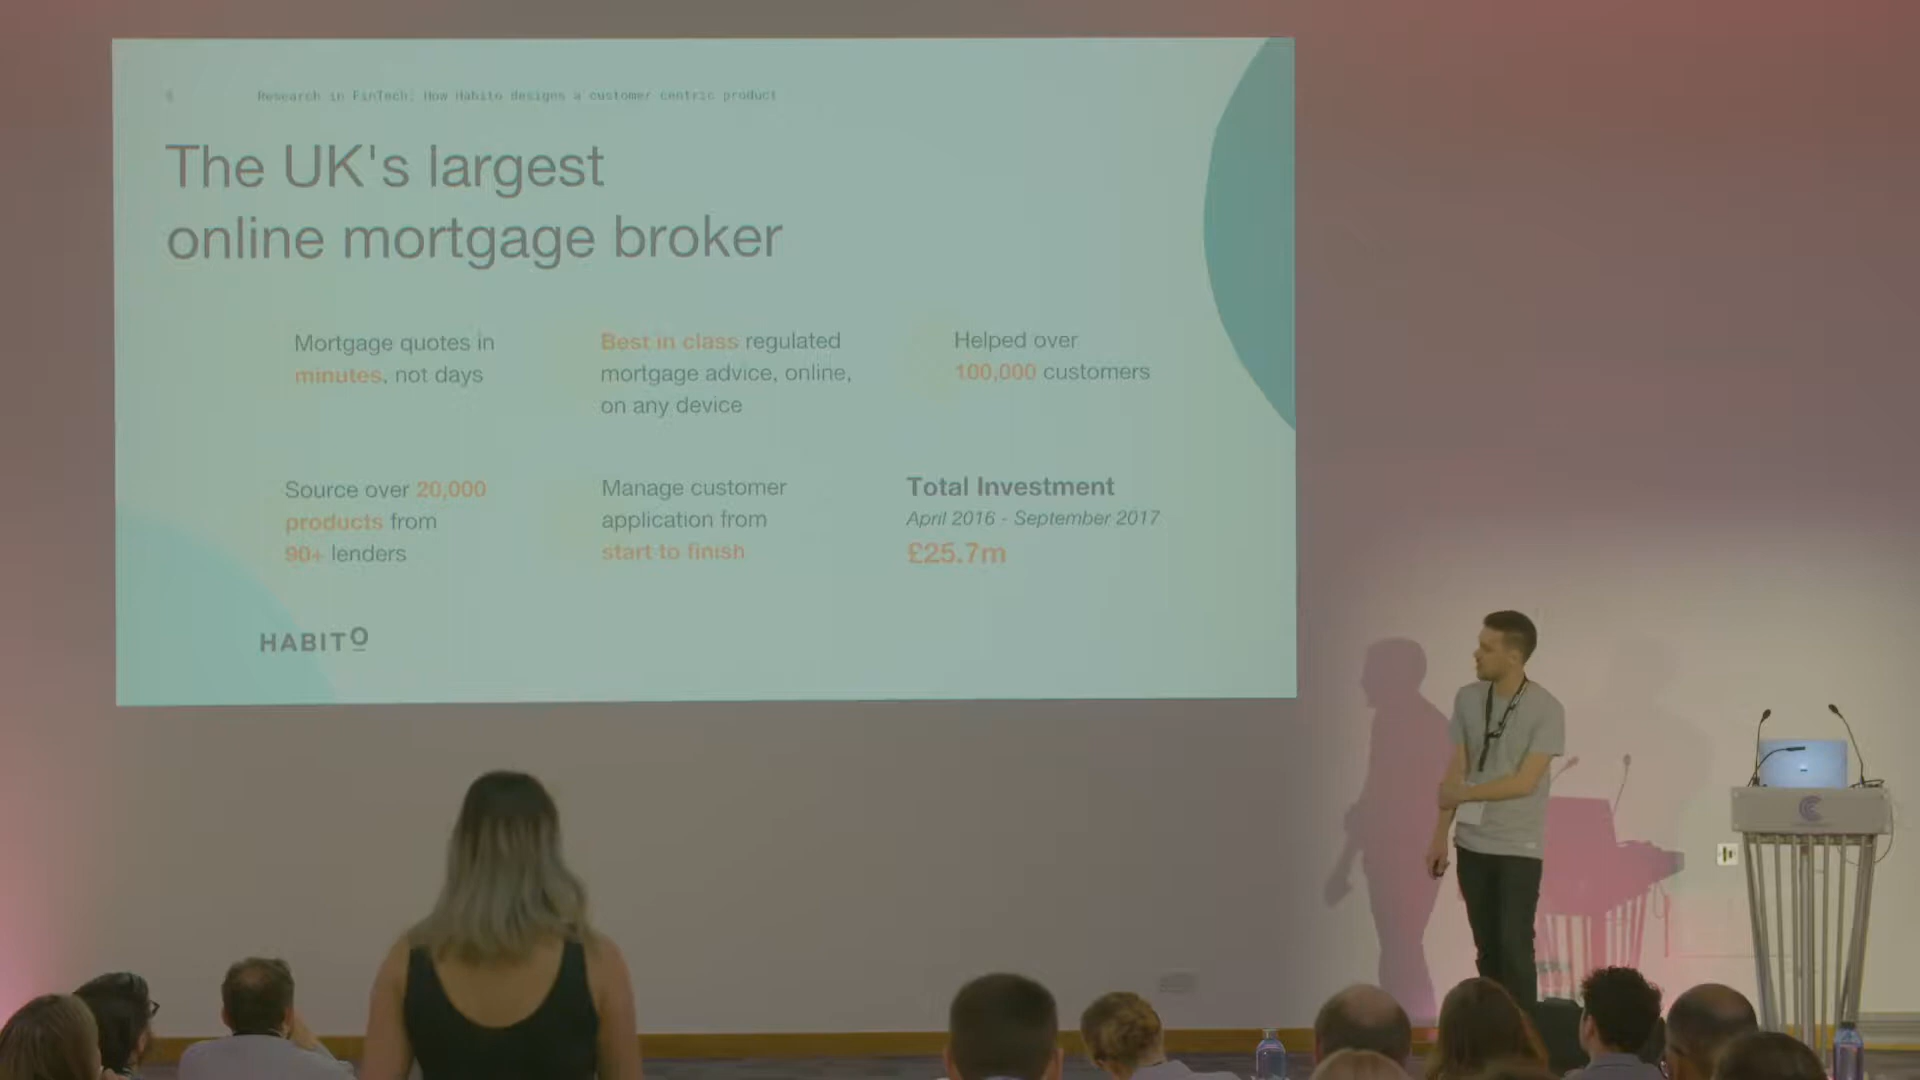 6 Research in FinTech: How Habito designs a customer centric product
The UK's largest
online mortgage broker
Mortgage quotes in
minutes, not days
Best in class regulated
mortgage advice, online,
on any device
Helped over
100,000 customers
Source over 20,000
products from
90+ lenders
Manage customer
application from
start to finish
Total Investment
April 2016 - September 2017
£25.7m
HABITO